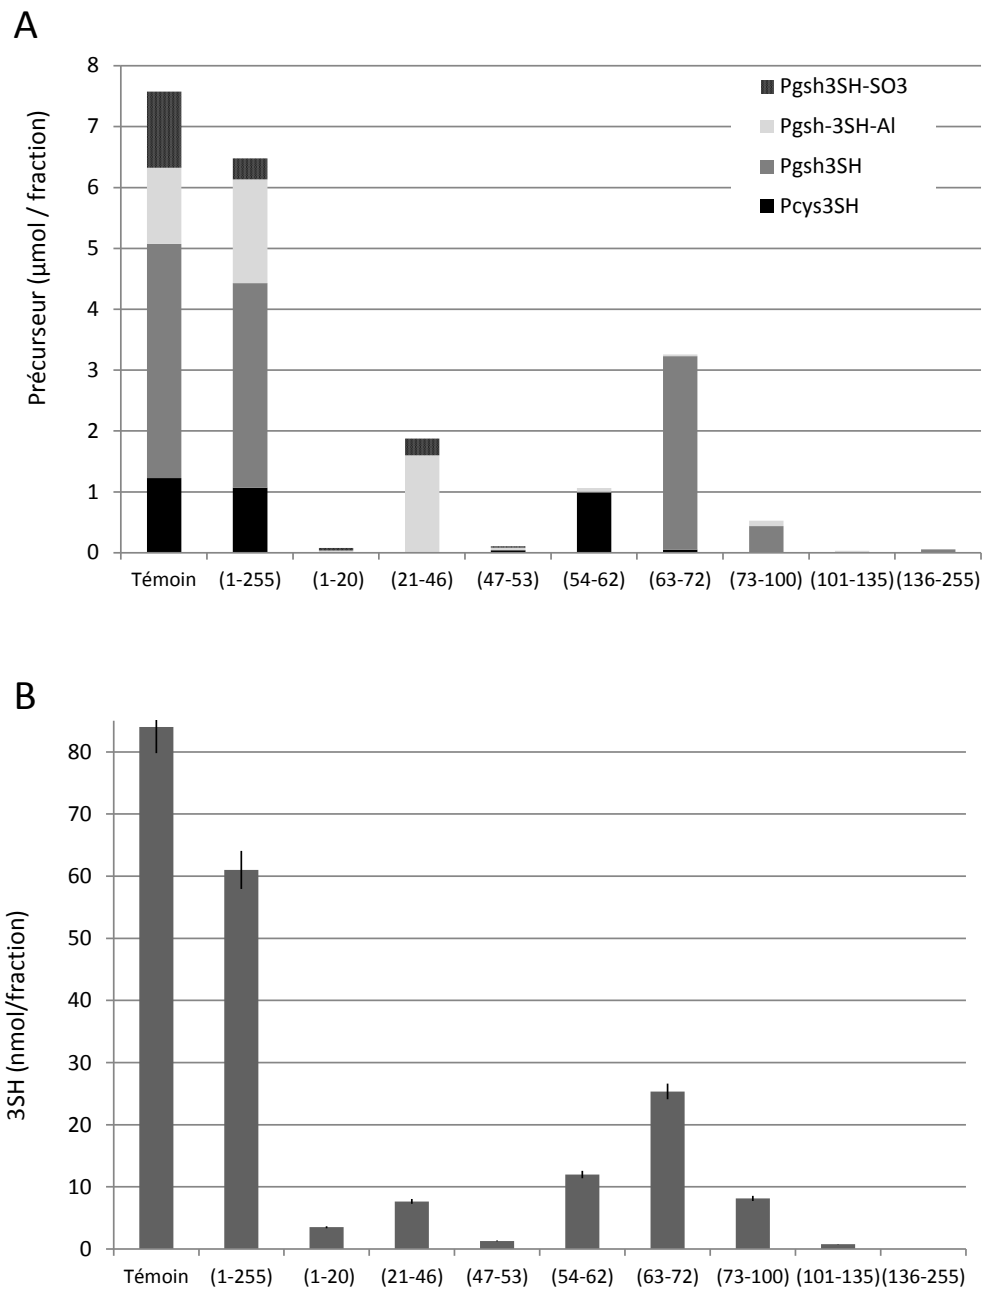 A
8
7
6
5
4
3
2
1
0
Précurseur (µmol / fraction)
Pgsh3SH-SO3
Pgsh-3SH-Al
Pgsh3SH
Pcys3SH
Témoin (1-255) (1-20) (21-46) (47-53) (54-62) (63-72) (73-100) (101-135) (136-255)
B
80
70
60
50
40
30
20
10
0
3SH (nmol/fraction)
Témoin (1-255) (1-20) (21-46) (47-53) (54-62) (63-72) (73-100) (101-135) (136-255)